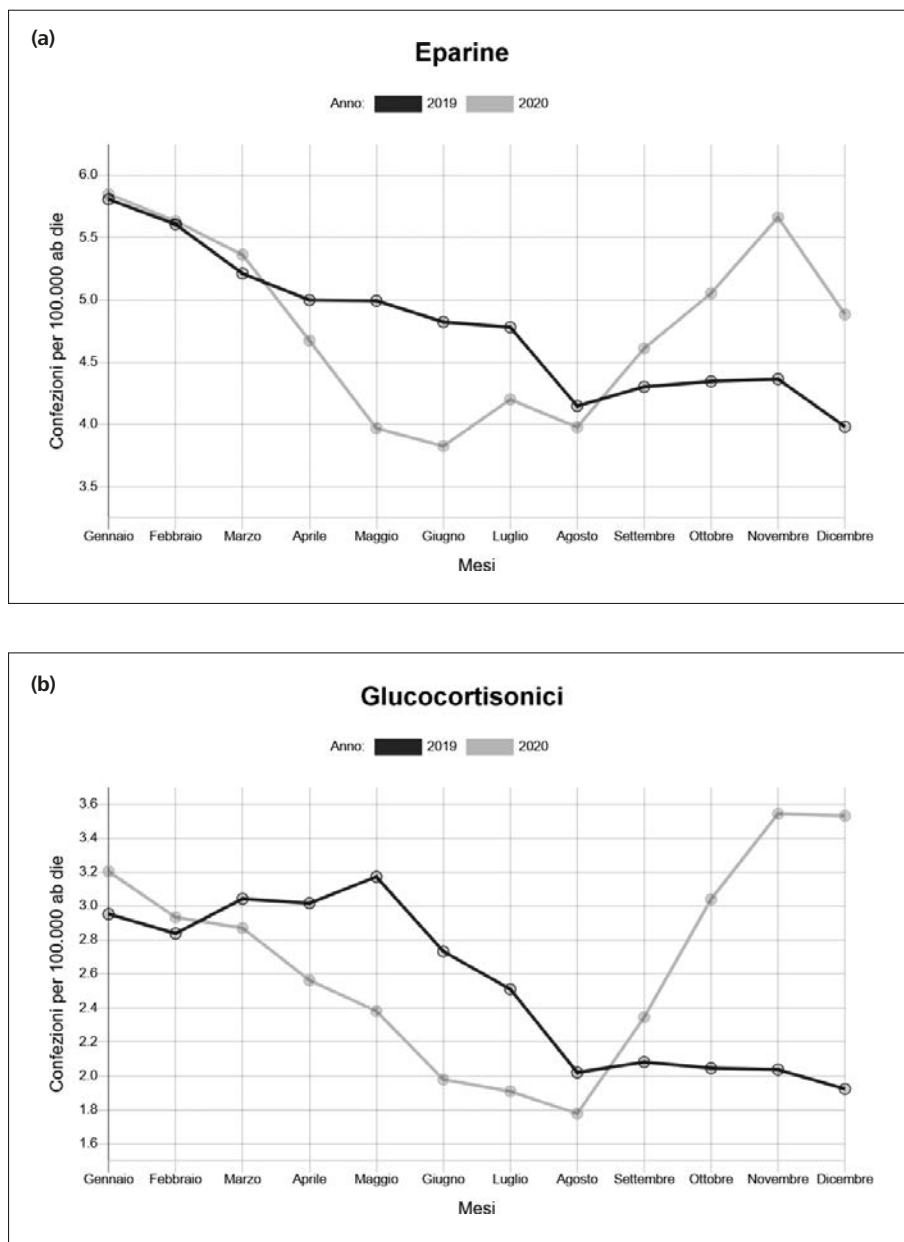 (a)
Eparine
Anno: 2019 2020
Confezioni per 100.000 ab die
6.0
5.5
5.0
4.5
4.0
3.5
Gennaio Febbraio Marzo Aprile Maggio Giugno Luglio Agosto Settembre Ottobre Novembre Dicembre
Mesi
(b)
Glucocortisonici
Anno: 2019 2020
Confezioni per 100.000 ab die
3.6
3.2
3.2
3.0
2.8
2.6
2.4
2.2
2.0
1.8
1.6
Gennaio Febbraio Marzo Aprile Maggio Giugno Luglio Agosto Settembre Ottobre Novembre Dicembre
Mesi